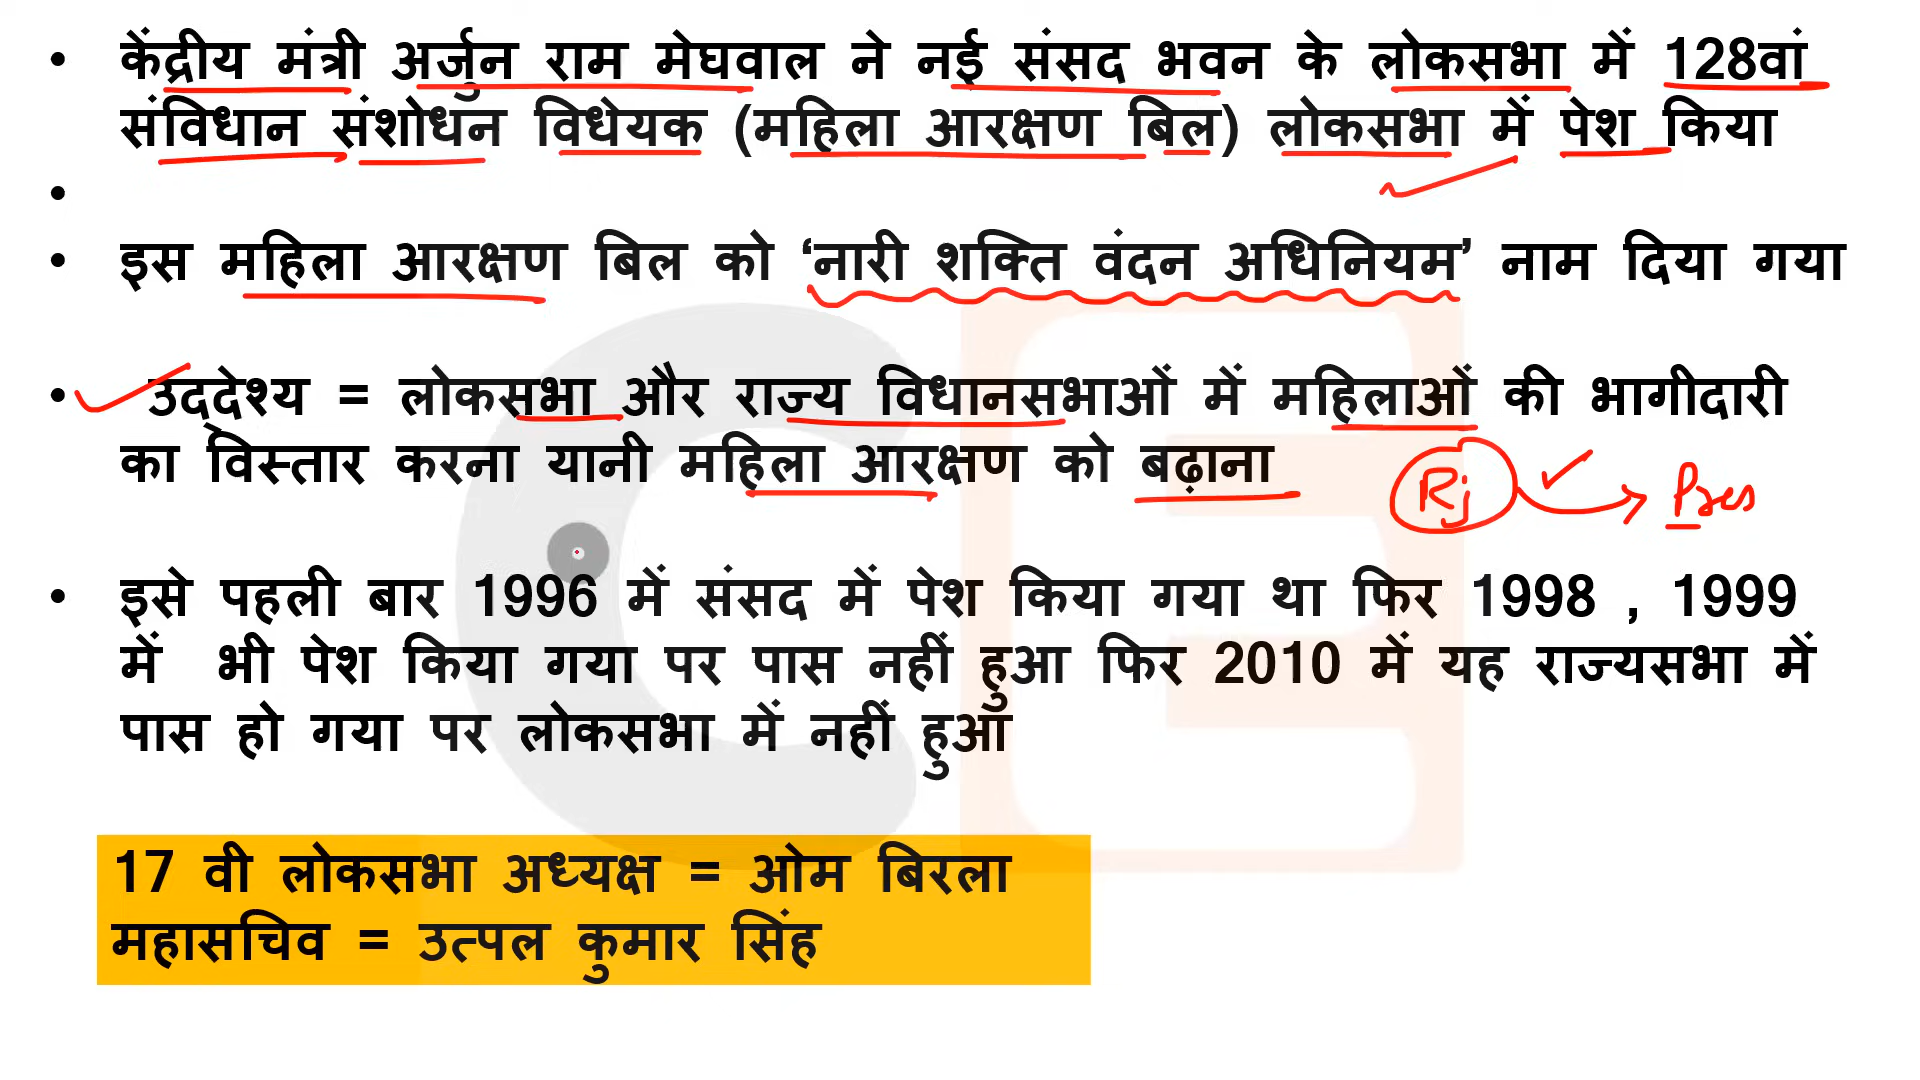 • केंद्रीय मंत्री अर्जुन राम मेघवाल ने नई संसद भवन के लोकसभा में 128वां
संविधान संशोधन विधेयक (महिला आरक्षण बिल) लोकसभा में पेश किया
•
• इस महिला आरक्षण बिल को ‘नारी शक्ति वंदन अधिनियम’ नाम दिया गया
• उद्देश्य = लोकसभा और राज्य विधानसभाओं में महिलाओं की भागीदारी
का विस्तार करना यानी महिला आरक्षण को बढ़ाना
Rj → Pres
• इसे पहली बार 1996 में संसद में पेश किया गया था फिर 1998 , 1999
में भी पेश किया गया पर पास नहीं हुआ फिर 2010 में यह राज्यसभा में
पास हो गया पर लोकसभा में नहीं हुआ
17 वी लोकसभा अध्यक्ष = ओम बिरला
महासचिव = उत्पल कुमार सिंह